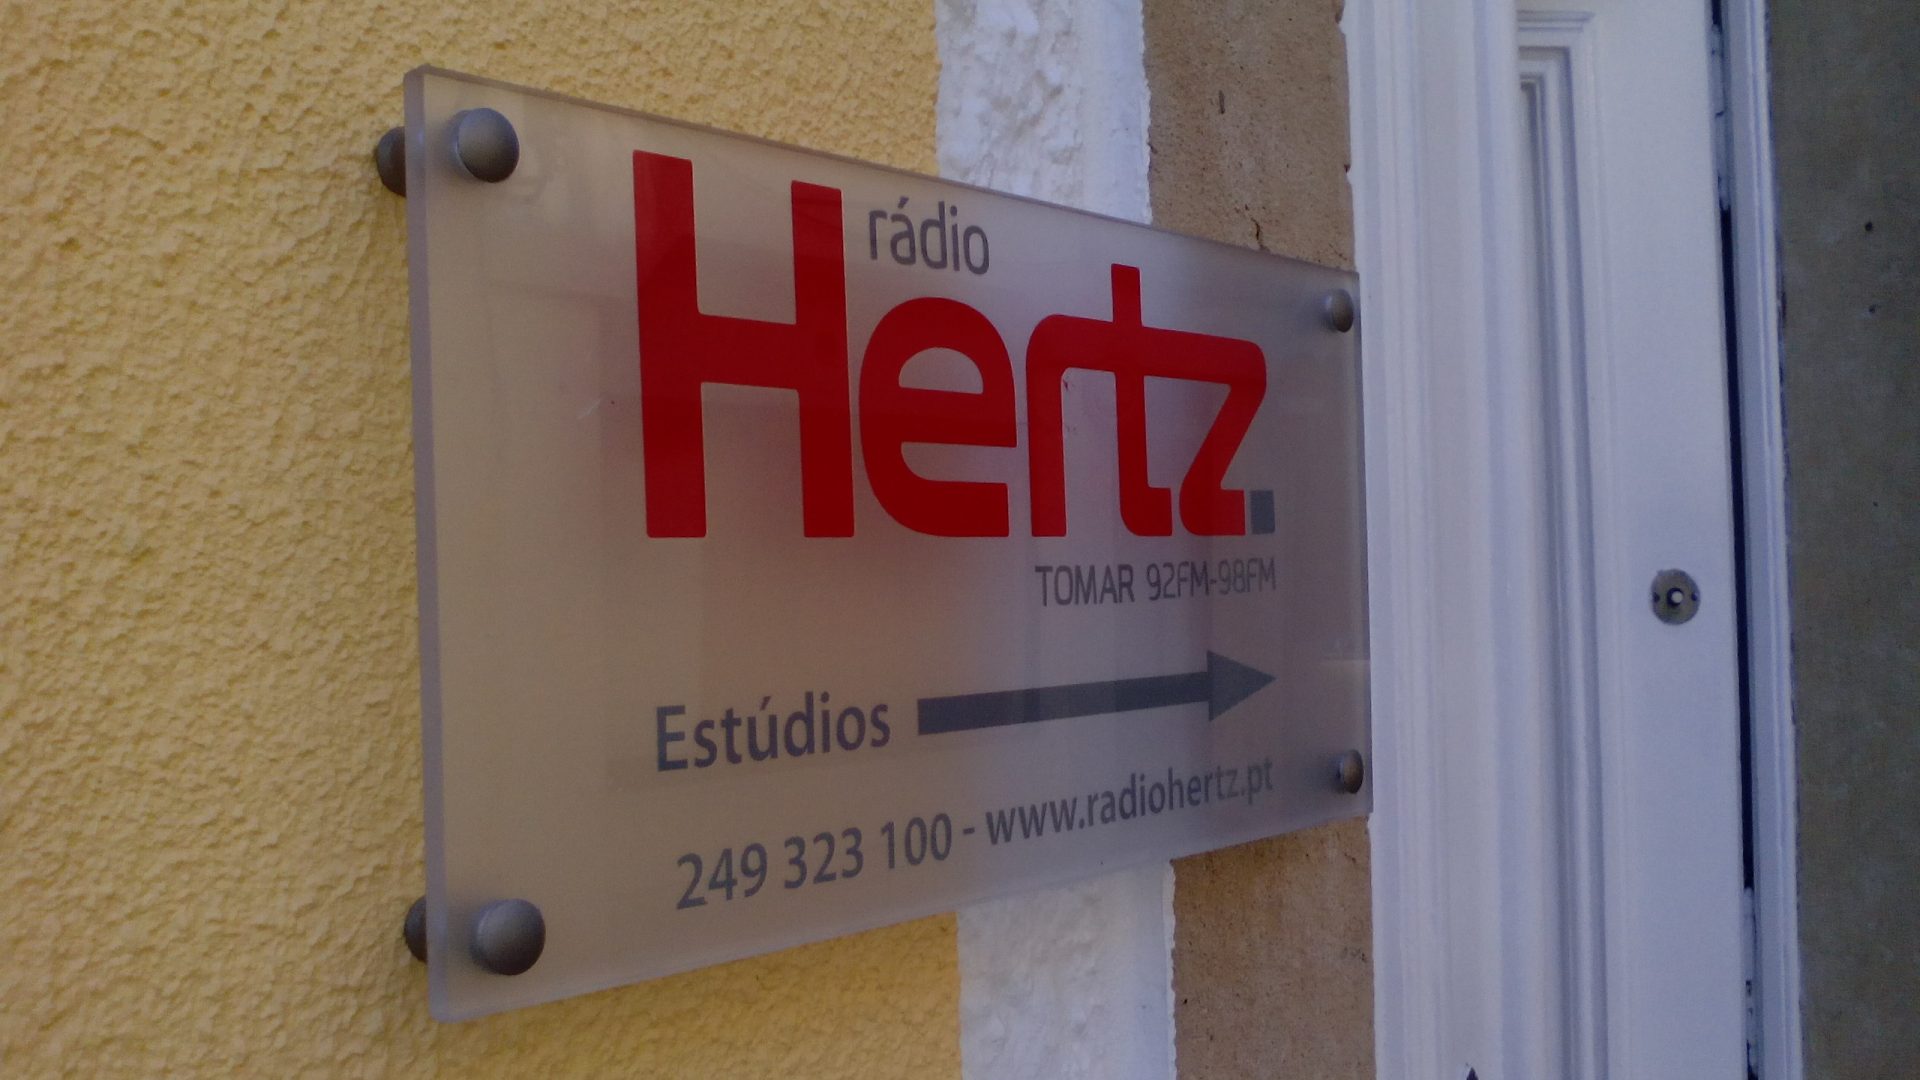 rádio
Hertz.
TOMAR 92FM-98FM
Estúdios
249 323 100 - www.radiohertz.pt